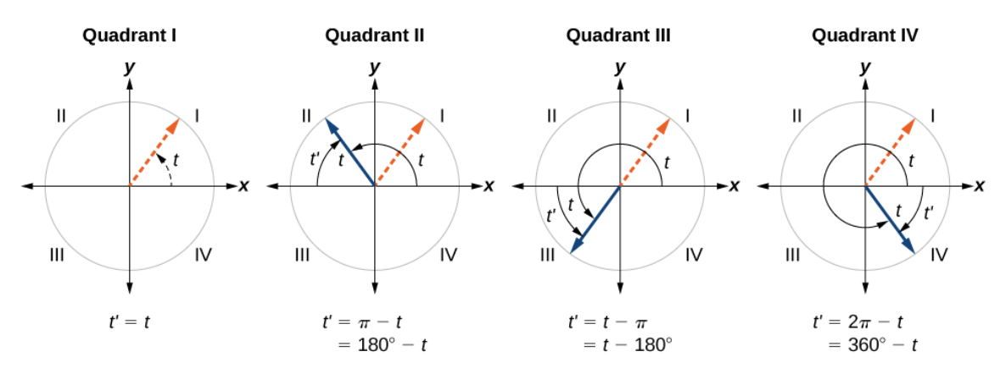 Quadrant I
y
II
I
t
x
III
IV
t′ = t
Quadrant II
y
II
I
t′
t
t
x
III
IV
t′ = π − t
= 180° − t
Quadrant III
y
II
I
t
x
t′
t
III
IV
t′ = t − π
= t − 180°
Quadrant IV
y
II
I
t
x
t
t′
III
IV
t′ = 2π − t
= 360° − t